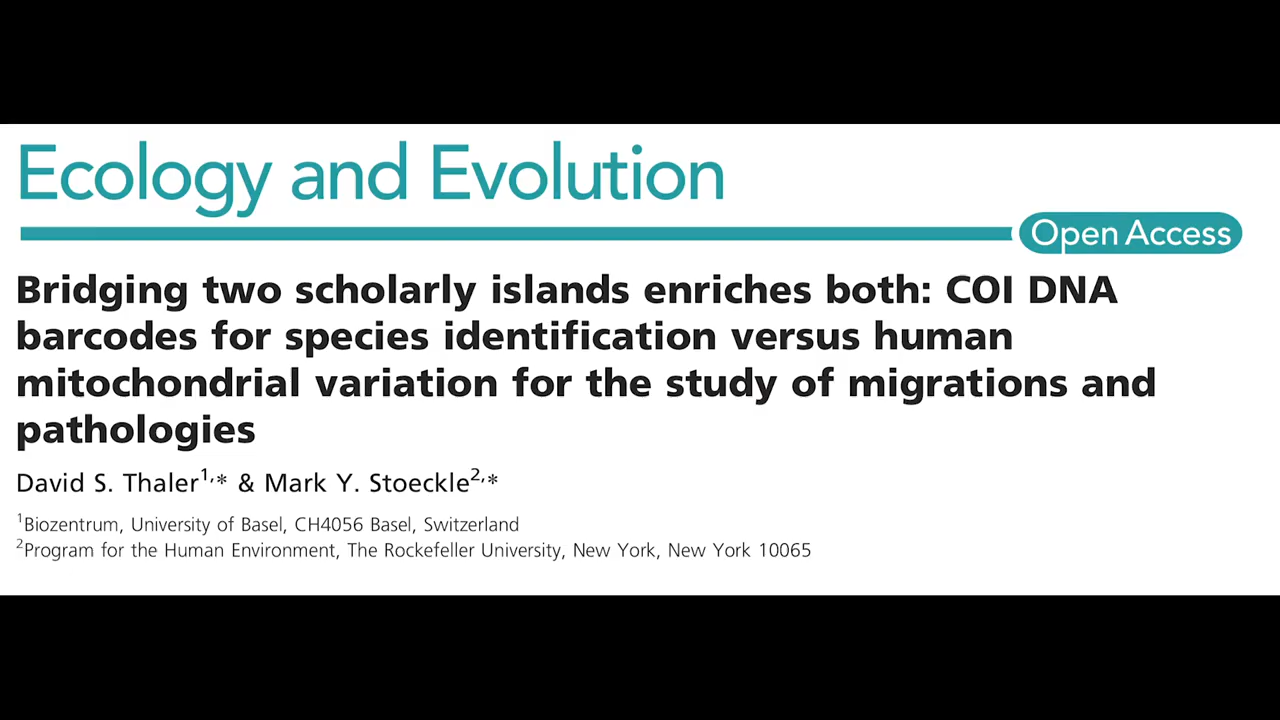 Ecology and Evolution
Open Access
Bridging two scholarly islands enriches both: COI DNA
barcodes for species identification versus human
mitochondrial variation for the study of migrations and
pathologies
David S. Thaler1,* & Mark Y. Stoeckle2,*
1Biozentrum, University of Basel, CH4056 Basel, Switzerland
2Program for the Human Environment, The Rockefeller University, New York, New York 10065